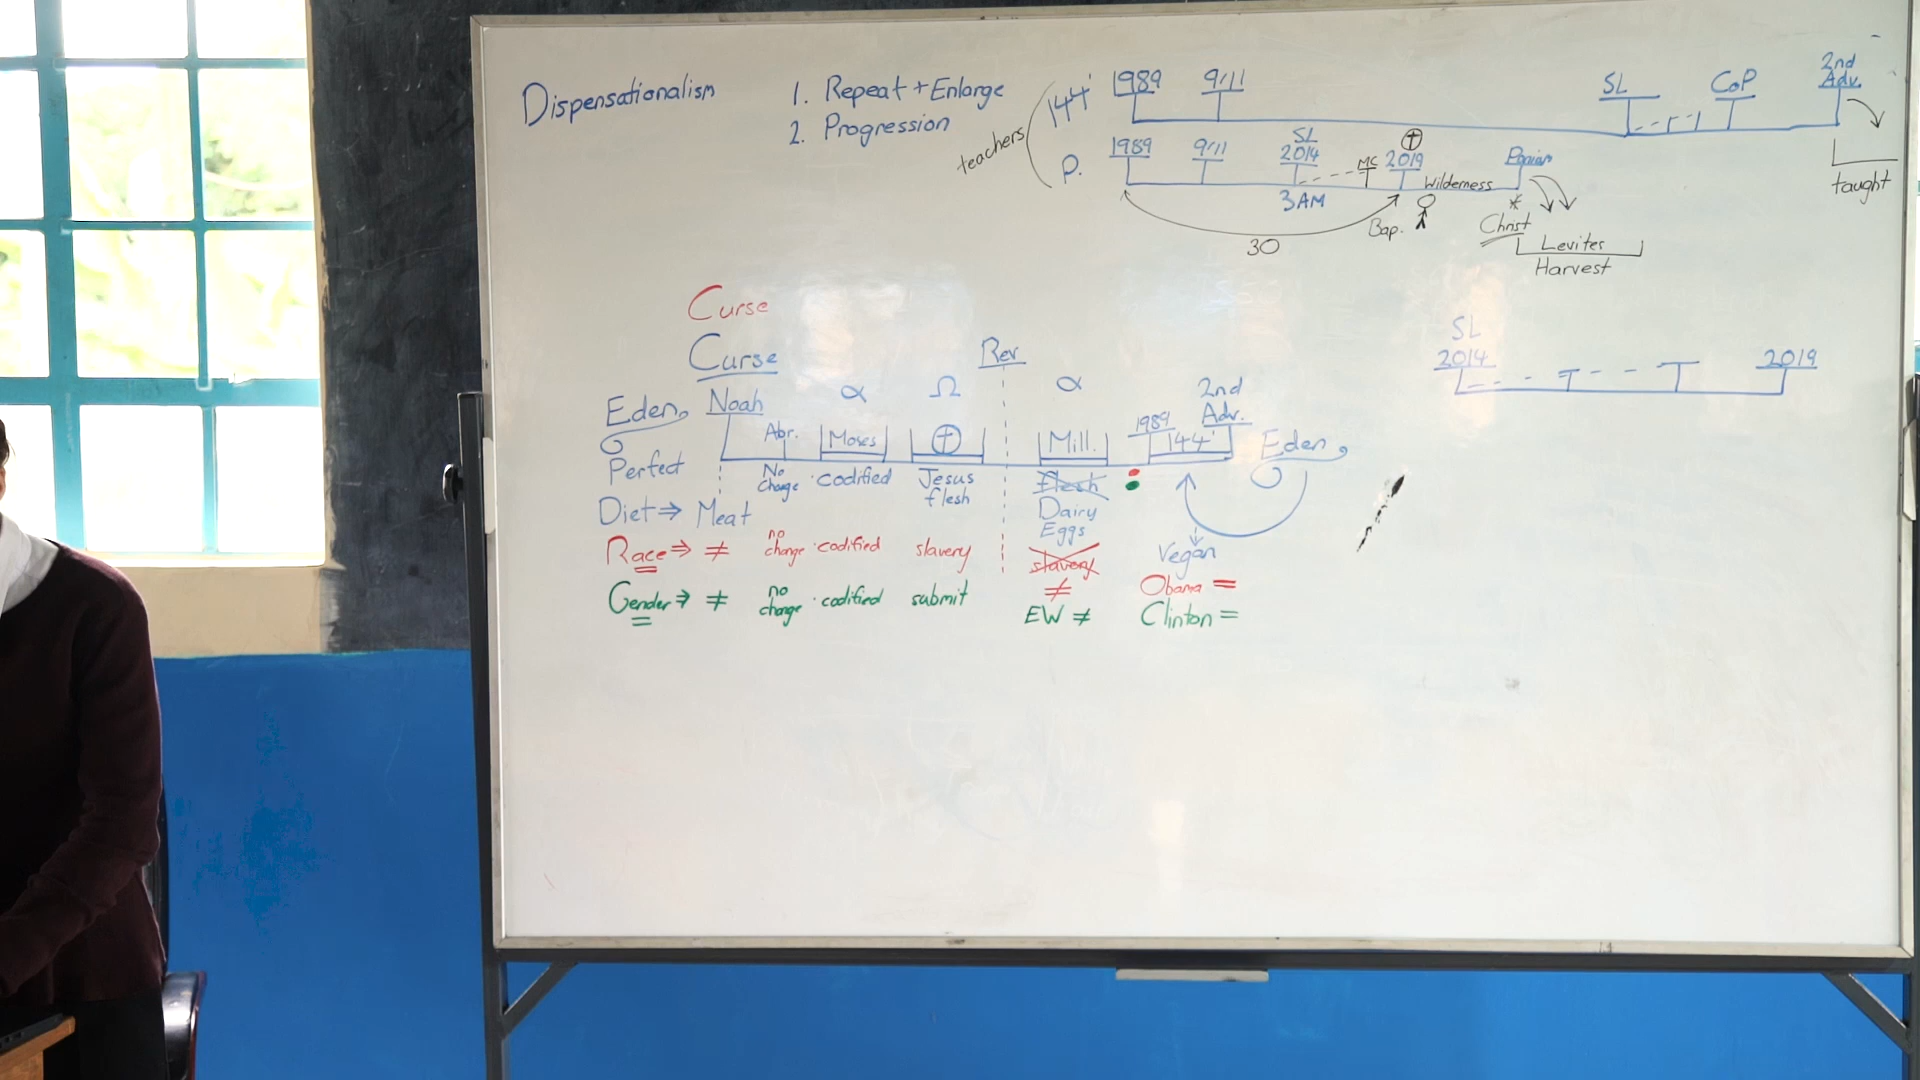 Dispensationalism
1. Repeat + Enlarge
2. Progression
teachers
144
1989
9/11
SL
CoP
2nd
Adv.
taught
P.
1989
9/11
SL
2014
3AM
MC
2019
Wilderness
Bap.
30
*
Christ
Levites
Harvest
Curse
Curse
Rev
SL
2014
2019
Eden
Noah
α
Ω
α
1989
2nd
Adv.
Abr.
Moses
Mill.
144
Eden
Perfect
No
change
· codified
Jesus
flesh
flesh
Dairy
Eggs
Diet ⇒ Meat
Vegan
Race ⇒ ≠
no
change
· codified
slavery
slavery
≠
Obama =
Gender ⇒ ≠
no
change
· codified
submit
EW ≠
Clinton =